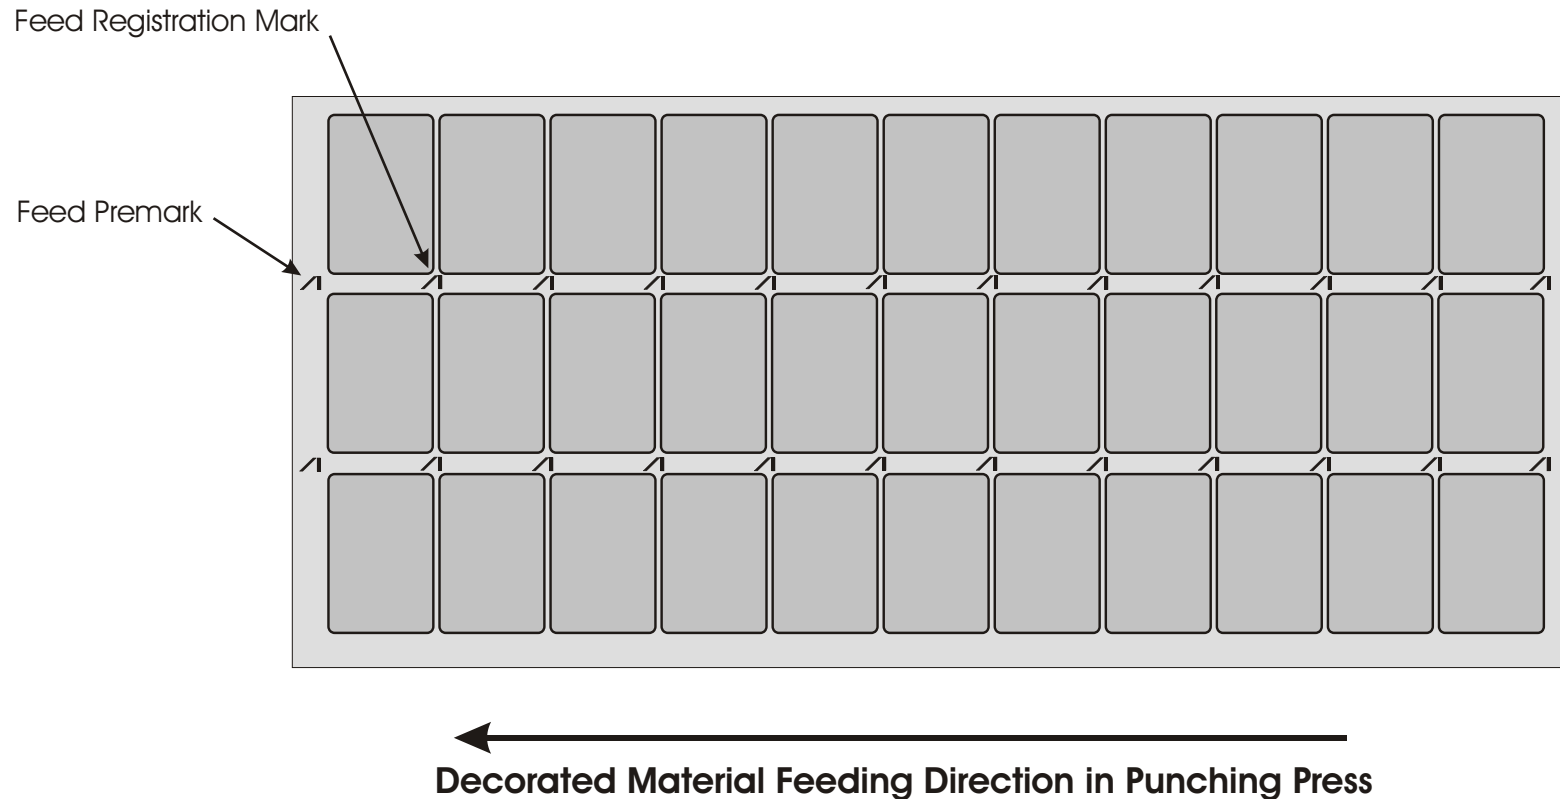 Feed Registration Mark
Feed Premark
Decorated Material Feeding Direction in Punching Press